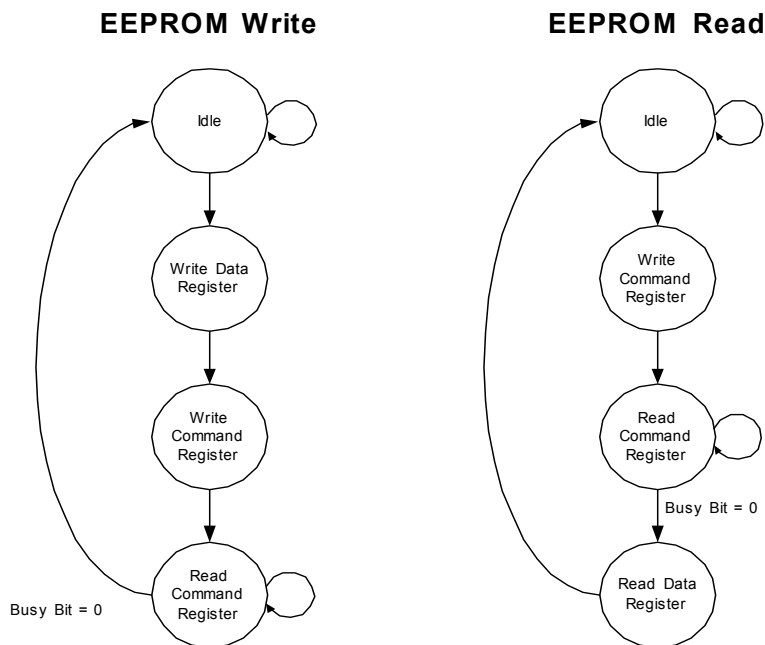 EEPROM Write
Idle
Write Data
Register
Write
Command
Register
Read
Command
Register
Busy Bit = 0
EEPROM Read
Idle
Write
Command
Register
Read
Command
Register
Busy Bit = 0
Read Data
Register